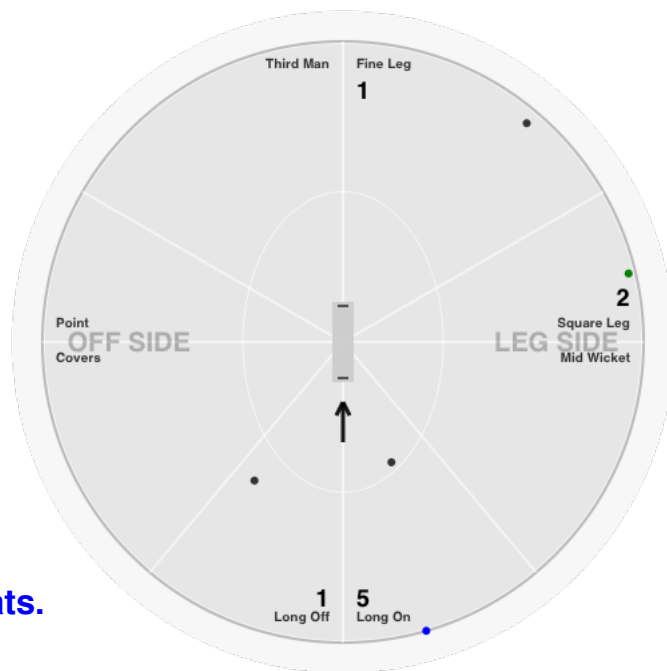 Third Man Fine Leg
1
2
Point Square Leg
OFF SIDE LEG SIDE
Covers Mid Wicket
1 5
Long Off Long On